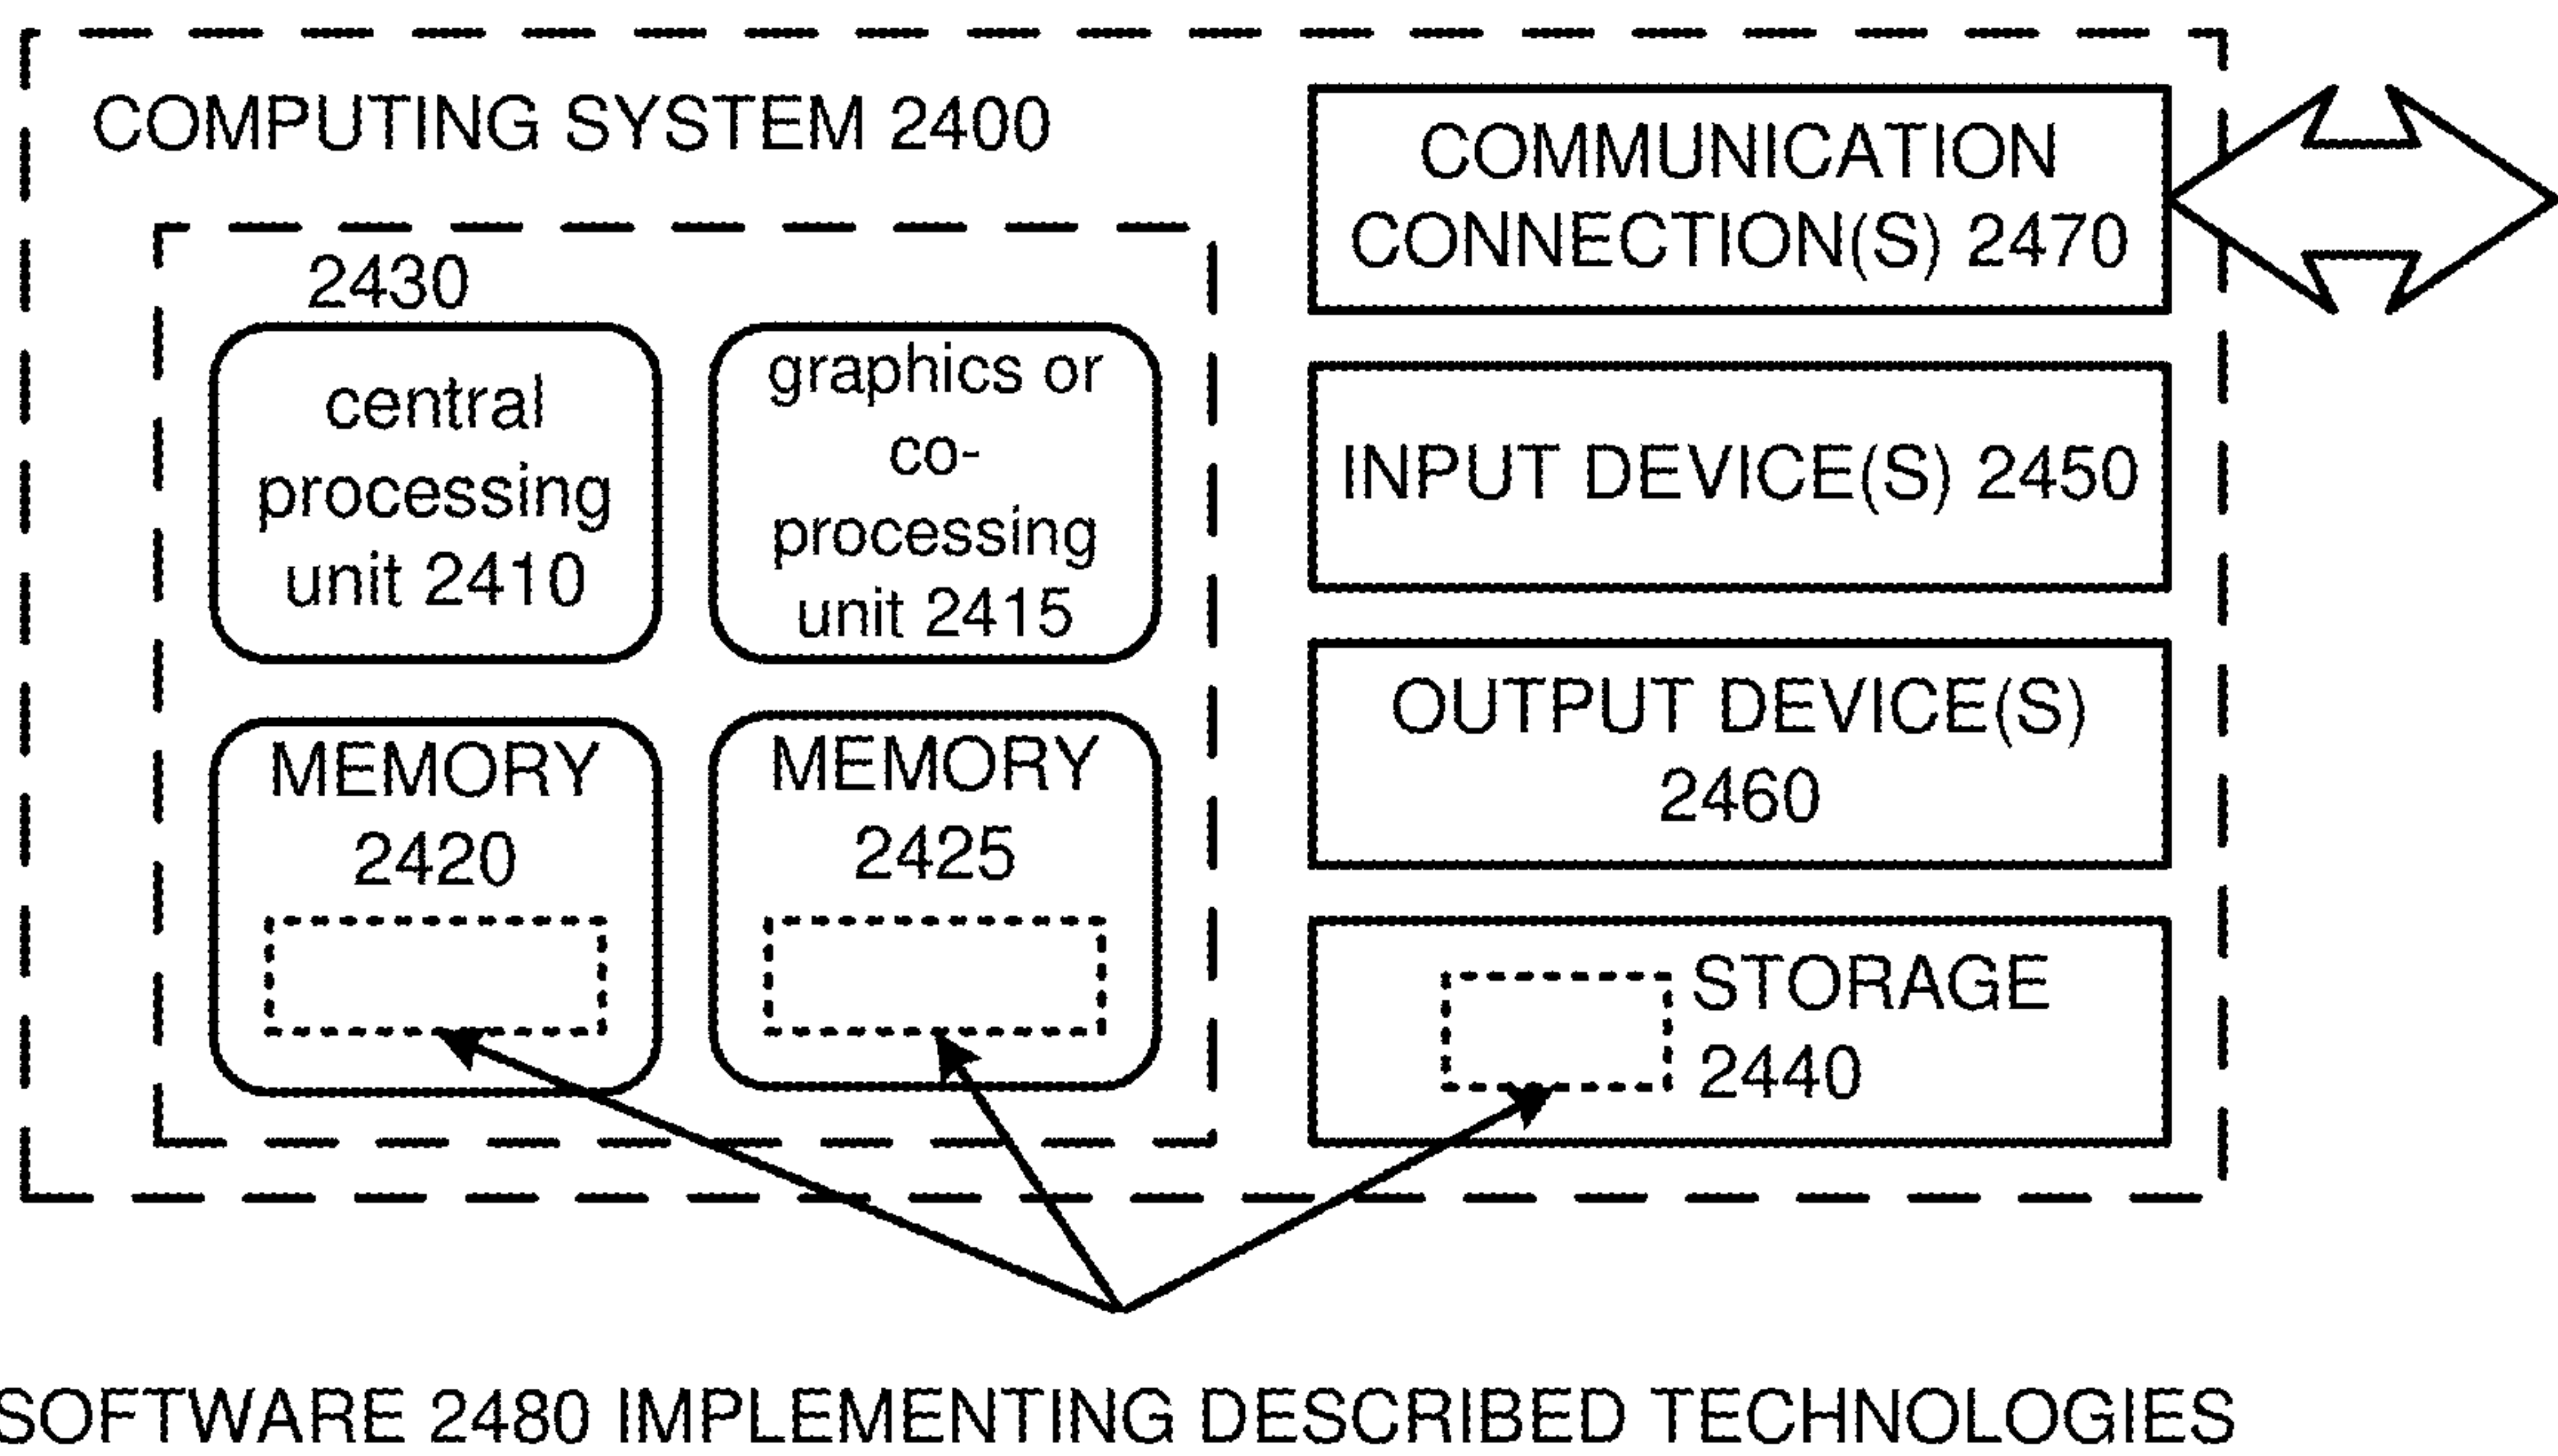 COMPUTING SYSTEM 2400
2430
central
processing
unit 2410
graphics or
co-
processing
unit 2415
MEMORY
2420
MEMORY
2425
COMMUNICATION
CONNECTION(S) 2470
INPUT DEVICE(S) 2450
OUTPUT DEVICE(S)
2460
STORAGE
2440
SOFTWARE 2480 IMPLEMENTING DESCRIBED TECHNOLOGIES